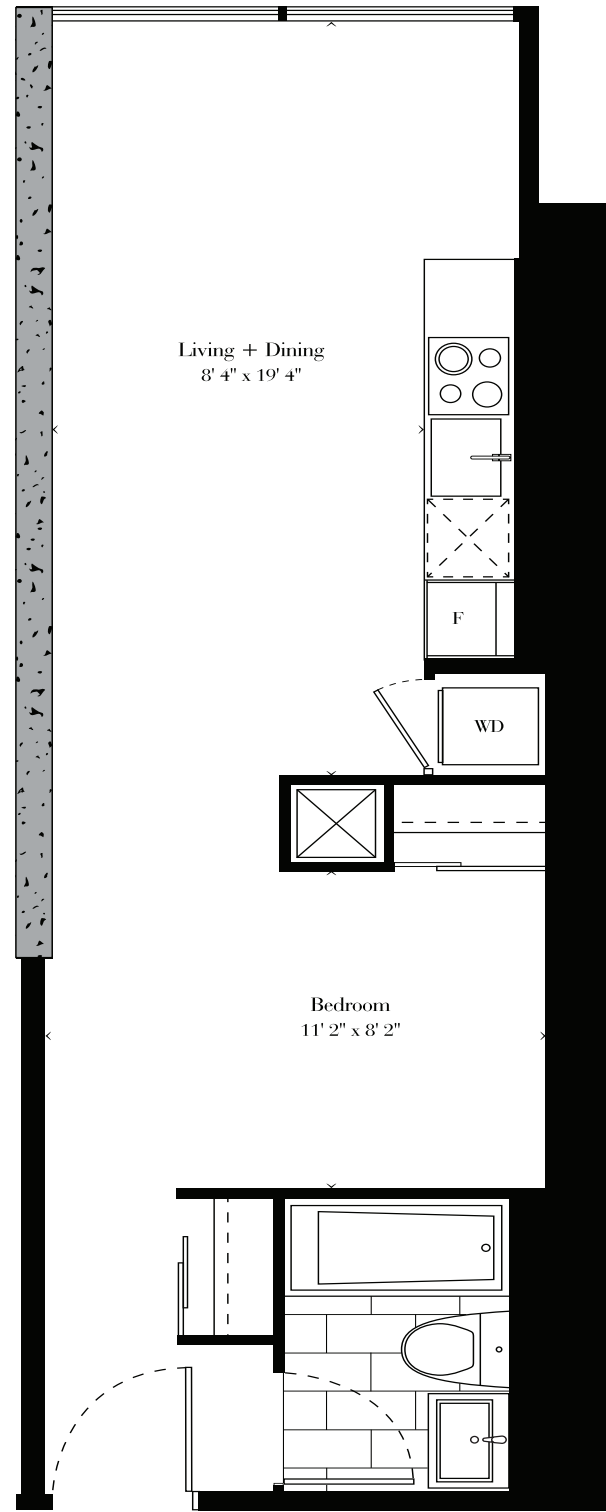 Living + Dining
8' 4" x 19' 4"
F
WD
Bedroom
11' 2" x 8' 2"